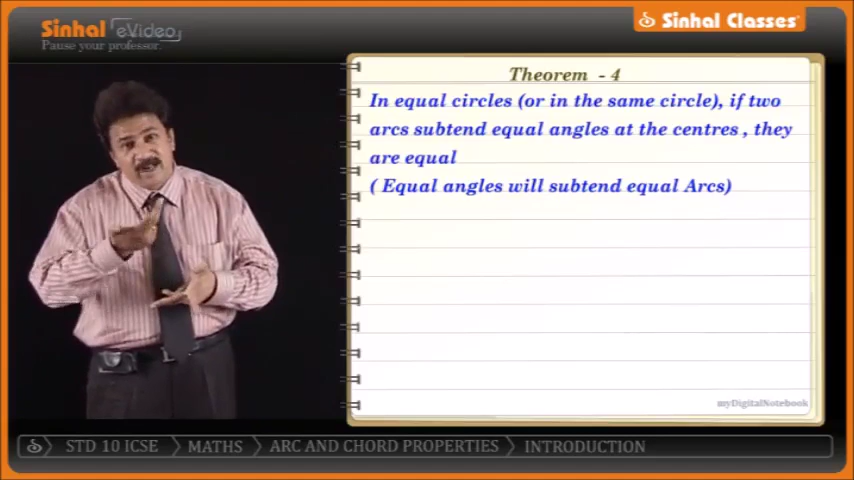 Sinhal eVideo
Pause your professor.
Sinhal Classes
Theorem - 4
In equal circles (or in the same circle), if two
arcs subtend equal angles at the centres , they
are equal
( Equal angles will subtend equal Arcs)
myDigitalNotebook
STD 10 ICSE
MATHS
ARC AND CHORD PROPERTIES
INTRODUCTION